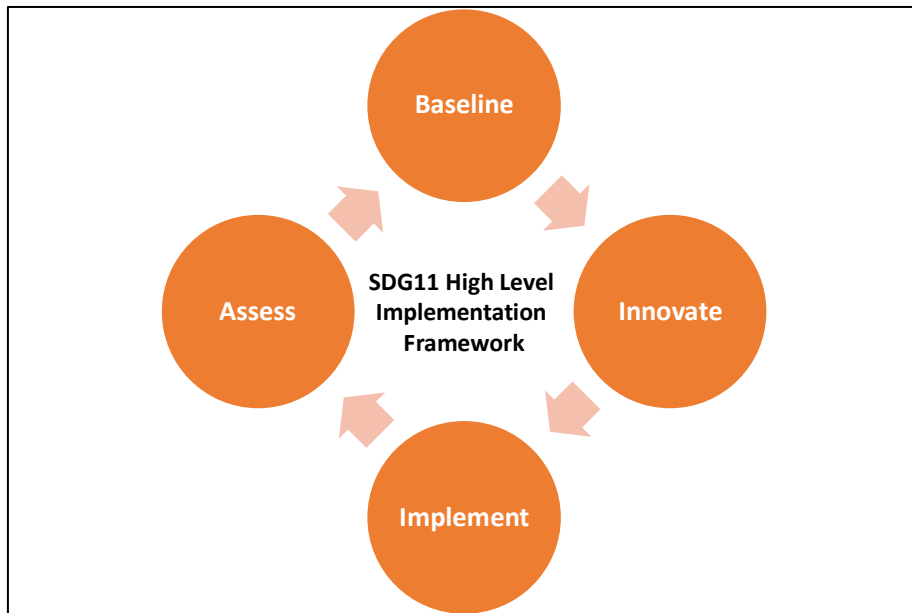 Baseline
Assess
SDG11 High Level
Implementation
Framework
Innovate
Implement